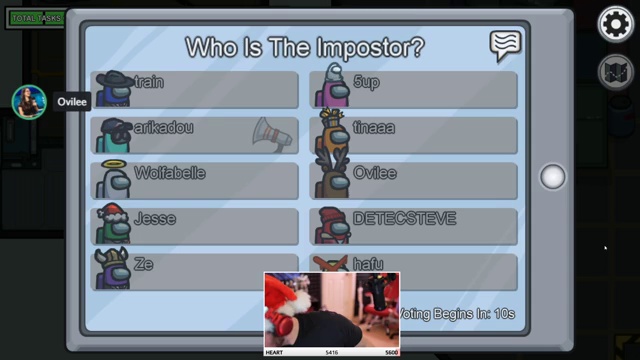 TOTAL TASKS
Who Is The Impostor?
train
5up
Ovilee
arikadou
tinaaa
Wolfabelle
Ovilee
Jesse
DETECSTEVE
Ze
hafu
Voting Begins In: 10s
HEART 5416 5600